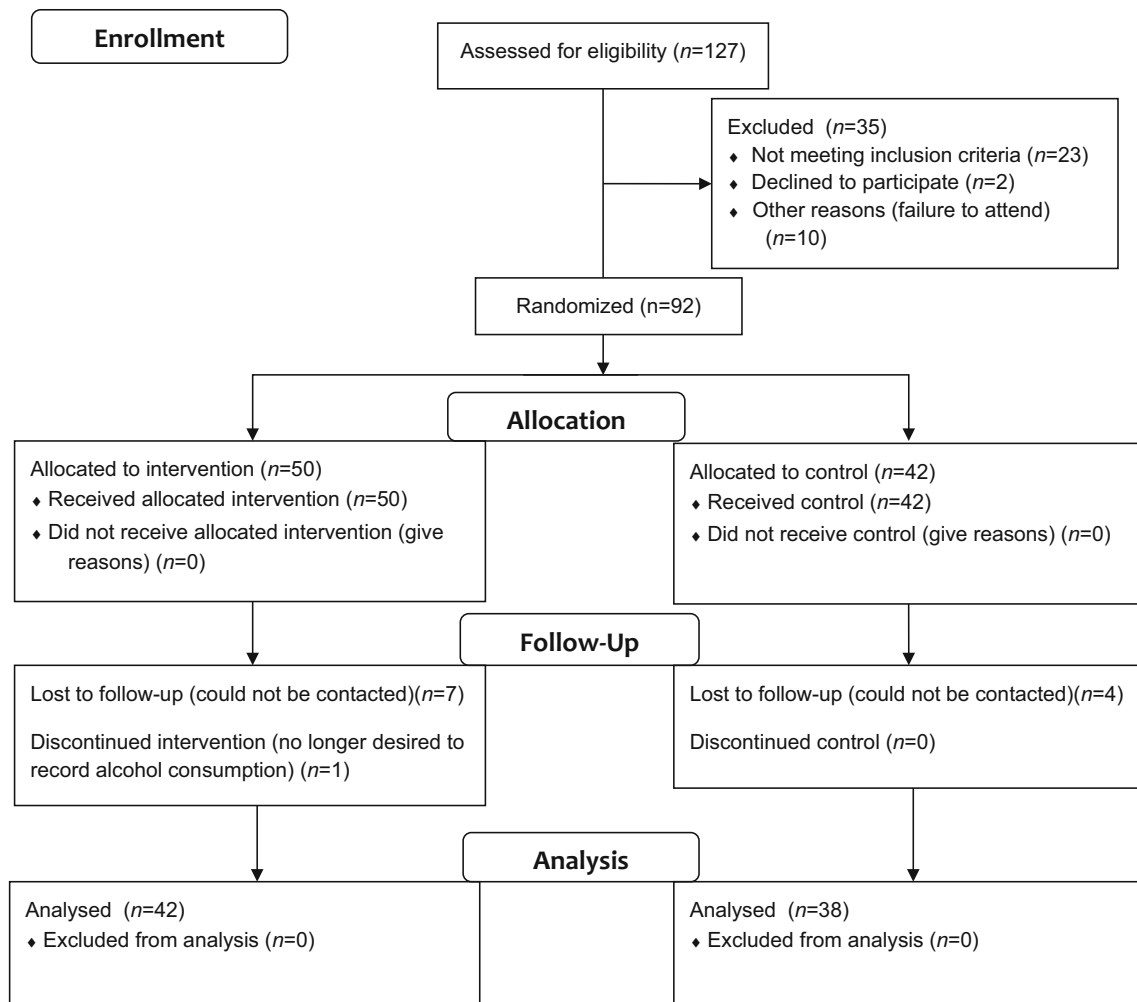 Enrollment
Assessed for eligibility (n=127)
Excluded (n=35)
♦ Not meeting inclusion criteria (n=23)
♦ Declined to participate (n=2)
♦ Other reasons (failure to attend)
(n=10)
Randomized (n=92)
Allocation
Allocated to intervention (n=50)
♦ Received allocated intervention (n=50)
♦ Did not receive allocated intervention (give
reasons) (n=0)
Allocated to control (n=42)
♦ Received control (n=42)
♦ Did not receive control (give reasons) (n=0)
Follow-Up
Lost to follow-up (could not be contacted)(n=7)
Discontinued intervention (no longer desired to
record alcohol consumption) (n=1)
Lost to follow-up (could not be contacted)(n=4)
Discontinued control (n=0)
Analysis
Analysed (n=42)
♦ Excluded from analysis (n=0)
Analysed (n=38)
♦ Excluded from analysis (n=0)